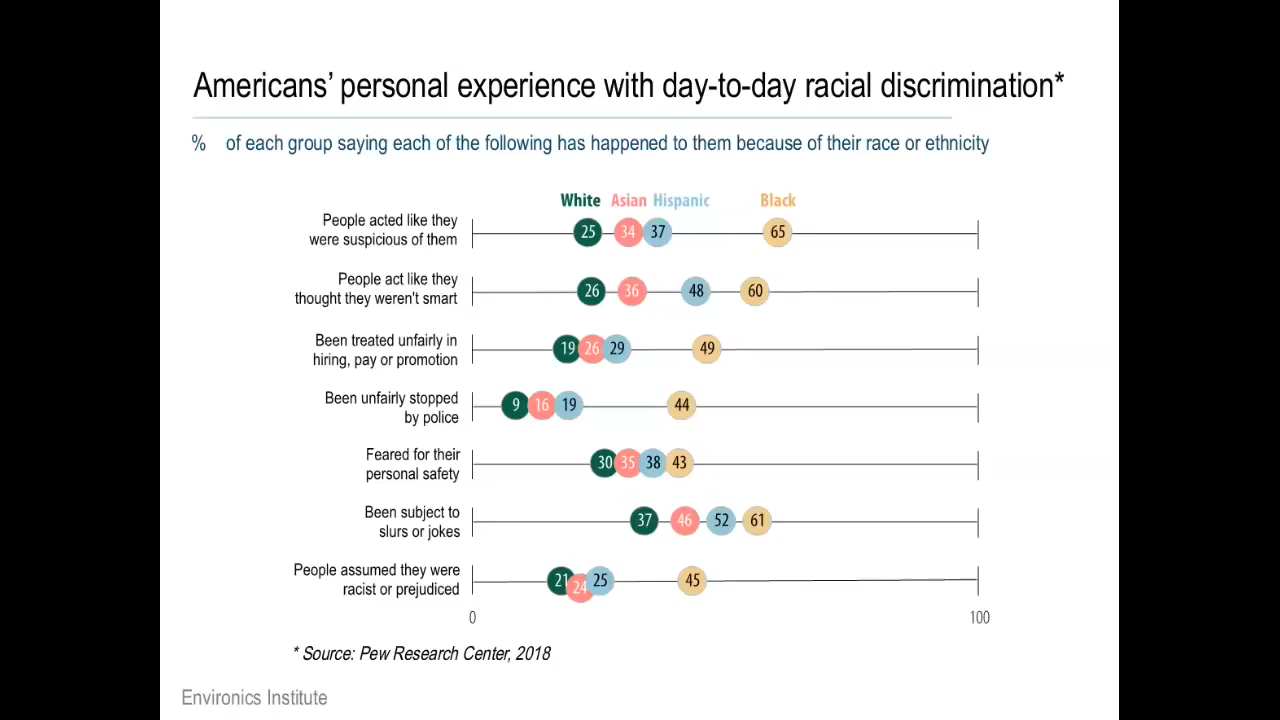 Americans' personal experience with day-to-day racial discrimination*
% of each group saying each of the following has happened to them because of their race or ethnicity
White Asian Hispanic Black
People acted like they
were suspicious of them
25 34 37 65
People act like they
thought they weren't smart
26 36 48 60
Been treated unfairly in
hiring, pay or promotion
19 26 29 49
Been unfairly stopped
by police
9 16 19 44
Feared for their
personal safety
30 35 38 43
Been subject to
slurs or jokes
37 46 52 61
People assumed they were
racist or prejudiced
21 24 25 45
0 100
* Source: Pew Research Center, 2018
Environics Institute